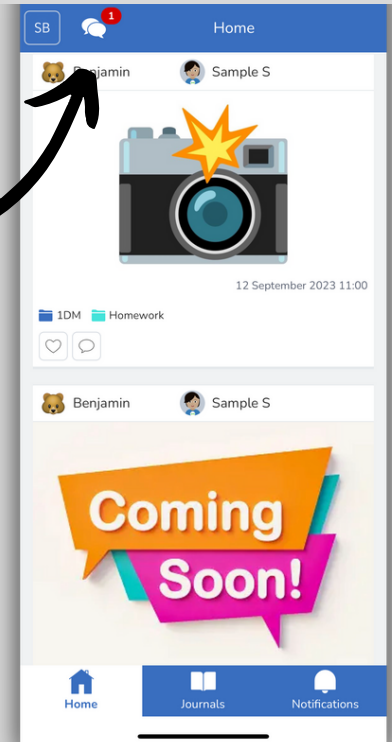 SB
1
Home
Benjamin Sample S
12 September 2023 11:00
1DM Homework
Benjamin Sample S
Coming
Soon!
Home Journals Notifications